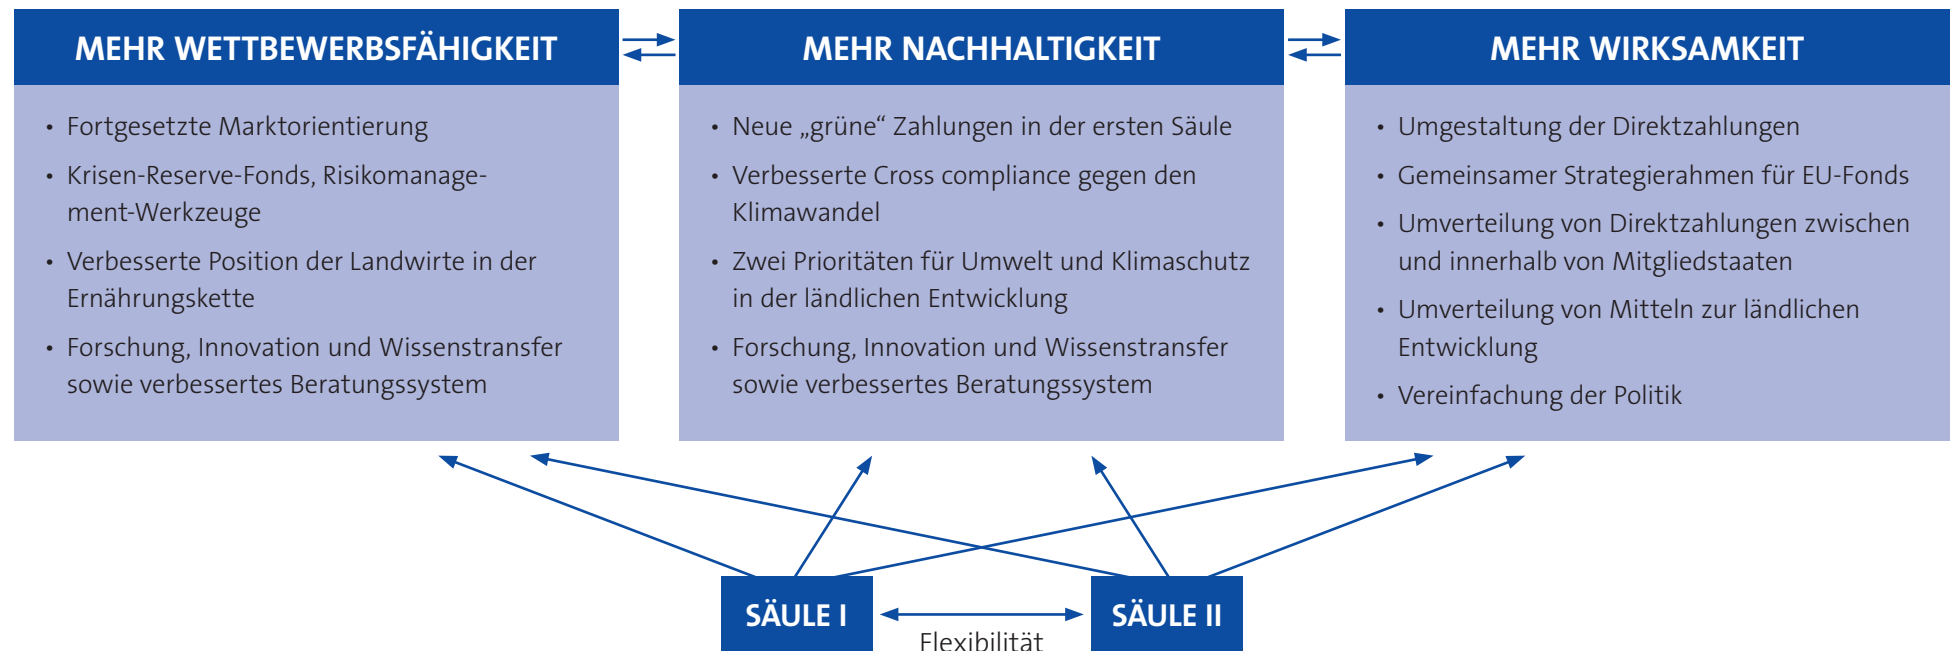 MEHR WETTBEWERBSFÄHIGKEIT
• Fortgesetzte Marktorientierung
• Krisen-Reserve-Fonds, Risikomanage-
ment-Werkzeuge
• Verbesserte Position der Landwirte in der
Ernährungskette
• Forschung, Innovation und Wissenstransfer
sowie verbessertes Beratungssystem
MEHR NACHHALTIGKEIT
• Neue „grüne“ Zahlungen in der ersten Säule
• Verbesserte Cross compliance gegen den
Klimawandel
• Zwei Prioritäten für Umwelt und Klimaschutz
in der ländlichen Entwicklung
• Forschung, Innovation und Wissenstransfer
sowie verbessertes Beratungssystem
MEHR WIRKSAMKEIT
• Umgestaltung der Direktzahlungen
• Gemeinsamer Strategierahmen für EU-Fonds
• Umverteilung von Direktzahlungen zwischen
und innerhalb von Mitgliedstaaten
• Umverteilung von Mitteln zur ländlichen
Entwicklung
• Vereinfachung der Politik
SÄULE I
Flexibilität
SÄULE II